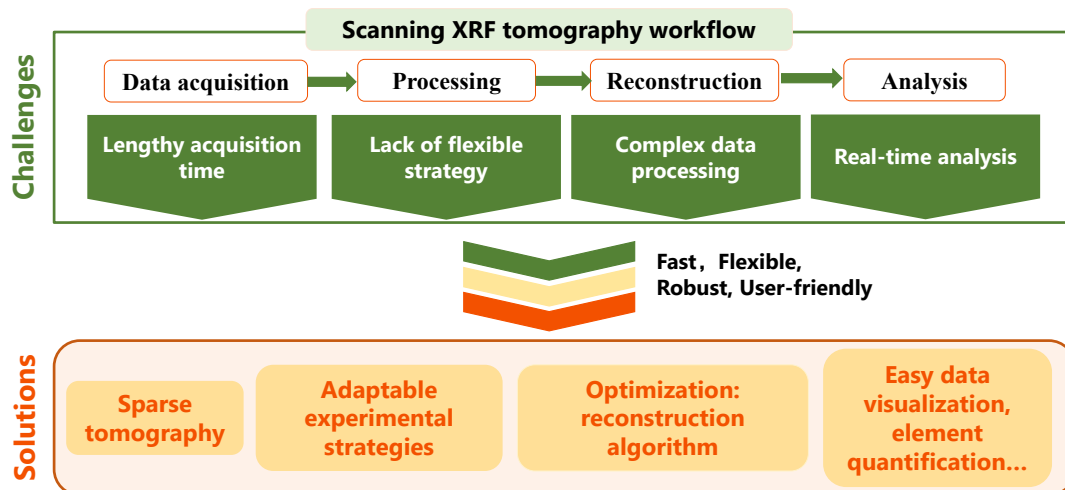 Scanning XRF tomography workflow
Challenges
Data acquisition
Processing
Reconstruction
Analysis
Lengthy acquisition
time
Lack of flexible
strategy
Complex data
processing
Real-time analysis
Fast，Flexible,
Robust, User-friendly
Solutions
Sparse
tomography
Adaptable
experimental
strategies
Optimization:
reconstruction
algorithm
Easy data
visualization,
element
quantification…